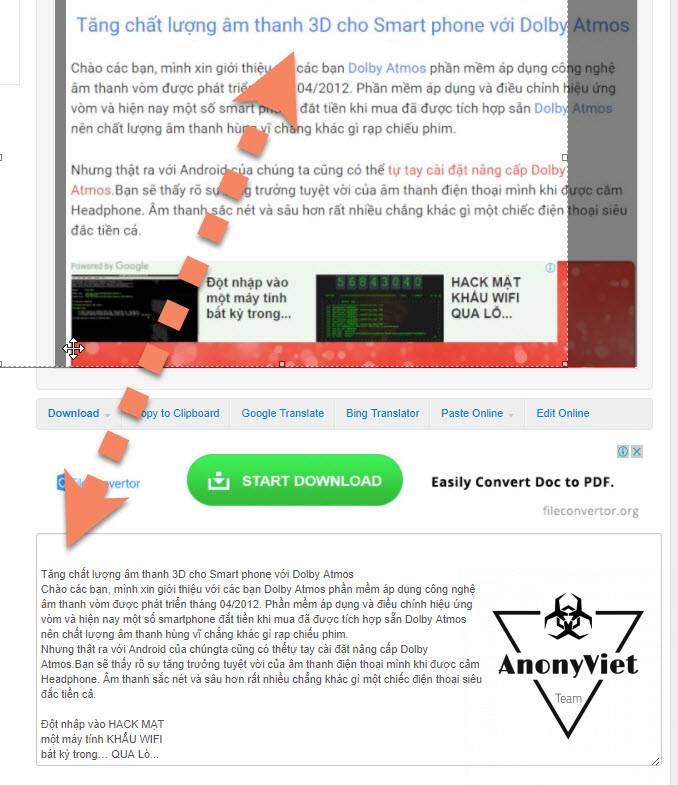 Tăng chất lượng âm thanh 3D cho Smart phone với Dolby Atmos
Chào các bạn, mình xin giới thiệu các bạn Dolby Atmos phần mềm áp dụng công nghệ
âm thanh vòm được phát triể 04/2012. Phần mềm áp dụng và điều chỉnh hiệu ứng
vòm và hiện nay một số smart phone đắt tiền khi mua đã được tích hợp sẵn Dolby Atmos
nên chất lượng âm thanh hùng vĩ chẳng khác gì rạp chiếu phim.
Nhưng thật ra với Android của chúng ta cũng có thể tự tay cài đặt nâng cấp Dolby
Atmos.Bạn sẽ thấy rõ sự tăng trưởng tuyệt vời của âm thanh điện thoại mình khi được cắm
Headphone. Âm thanh sắc nét và sâu hơn rất nhiều chẳng khác gì một chiếc điện thoại siêu
đắc tiền cả.
Powered by Google
Đột nhập vào
một máy tính
bất kỳ trong...
56843040
HACK MẬT
KHẨU WIFI
QUA LỖ...
Download Copy to Clipboard Google Translate Bing Translator Paste Online Edit Online
FileConvertor
START DOWNLOAD
Easily Convert Doc to PDF.
fileconvertor.org
Tăng chất lượng âm thanh 3D cho Smart phone với Dolby Atmos
Chào các bạn, mình xin giới thiệu với các bạn Dolby Atmos phần mềm áp dụng công nghệ
âm thanh vòm được phát triển tháng 04/2012. Phần mềm áp dụng và điều chỉnh hiệu ứng
vòm và hiện nay một số smartphone đắt tiền khi mua đã được tích hợp sẵn Dolby Atmos
nên chất lượng âm thanh hùng vĩ chẳng khác gì rạp chiếu phim.
Nhưng thật ra với Android của chúngta cũng có thểtự tay cài đặt nâng cấp Dolby
Atmos.Bạn sẽ thấy rõ sự tăng trưởng tuyệt vời của âm thanh điện thoại mình khi được cắm
Headphone. Âm thanh sắc nét và sâu hơn rất nhiều chẳng khác gì một chiếc điện thoại siêu
đắc tiền cả.
Đột nhập vào HACK MẬT
một máy tính KHẨU WIFI
bất kỳ trong... QUA Lỗ...
AnonyViet
Team